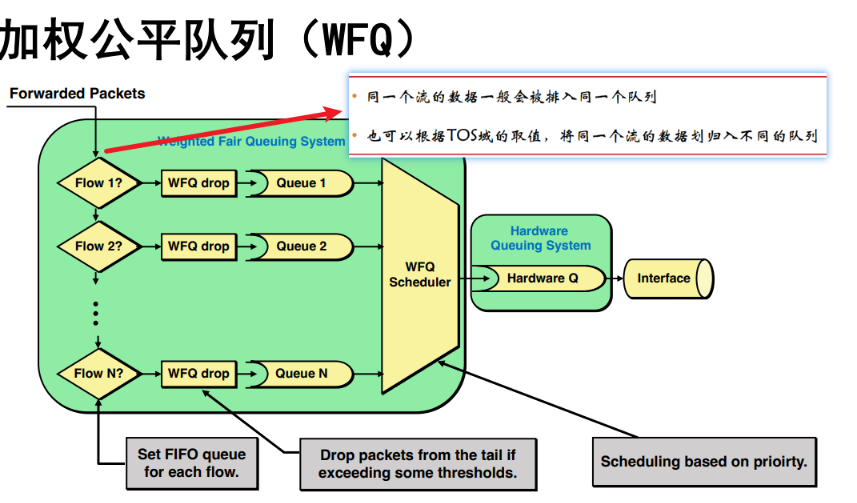 加权公平队列（WFQ）
Forwarded Packets
• 同一个流的数据一般会被排入同一个队列
• 也可以根据TOS域的取值，将同一个流的数据划归入不同的队列
Weighted Fair Queuing System
Flow 1?
WFQ drop
Queue 1
Flow 2?
WFQ drop
Queue 2
WFQ
Scheduler
Hardware
Queuing System
Hardware Q
Interface
Flow N?
WFQ drop
Queue N
Set FIFO queue
for each flow.
Drop packets from the tail if
exceeding some thresholds.
Scheduling based on prioirty.